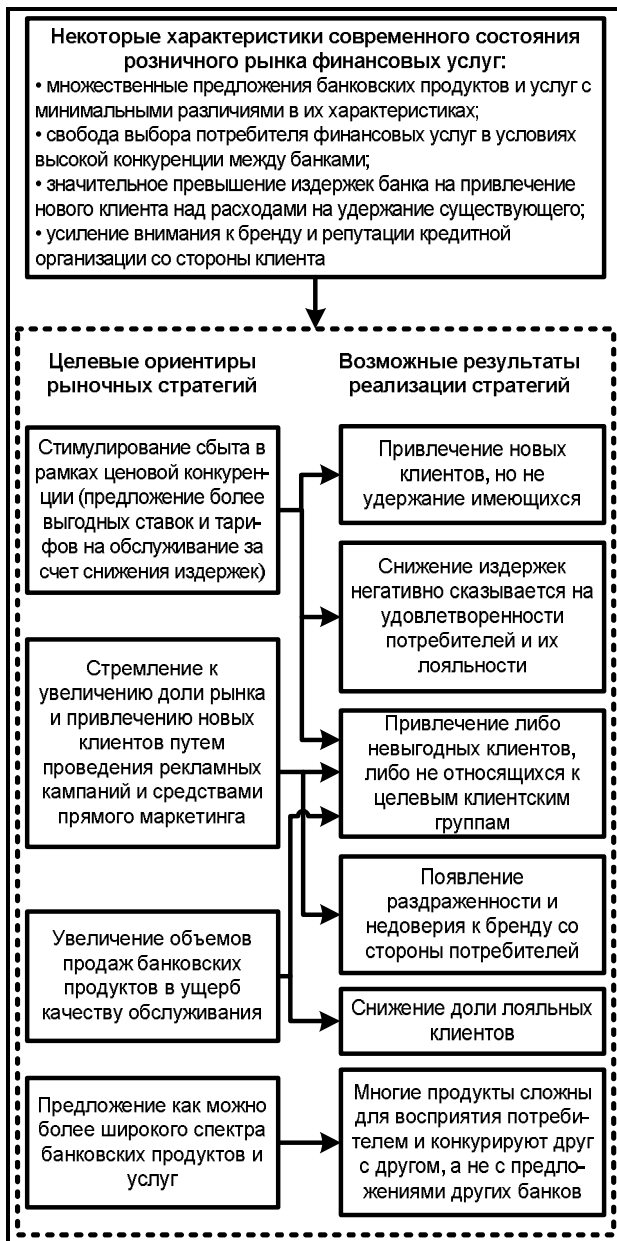 Некоторые характеристики современного состояния
розничного рынка финансовых услуг:
• множественные предложения банковских продуктов и услуг с
минимальными различиями в их характеристиках;
• свобода выбора потребителя финансовых услуг в условиях
высокой конкуренции между банками;
• значительное превышение издержек банка на привлечение
нового клиента над расходами на удержание существующего;
• усиление внимания к бренду и репутации кредитной
организации со стороны клиента
Целевые ориентиры
рыночных стратегий
Возможные результаты
реализации стратегий
Стимулирование сбыта в
рамках ценовой конкурен-
ции (предложение более
выгодных ставок и тари-
фов на обслуживание за
счет снижения издержек)
Привлечение новых
клиентов, но не
удержание имеющихся
Снижение издержек
негативно сказывается на
удовлетворенности
потребителей и их
лояльности
Стремление к
увеличению доли рынка
и привлечению новых
клиентов путем
проведения рекламных
кампаний и средствами
прямого маркетинга
Привлечение либо
невыгодных клиентов,
либо не относящихся к
целевым клиентским
группам
Появление
раздраженности и
недоверия к бренду со
стороны потребителей
Увеличение объемов
продаж банковских
продуктов в ущерб
качеству обслуживания
Снижение доли лояльных
клиентов
Предложение как можно
более широкого спектра
банковских продуктов и
услуг
Многие продукты сложны
для восприятия потреби-
телем и конкурируют друг
с другом, а не с предло-
жениями других банков